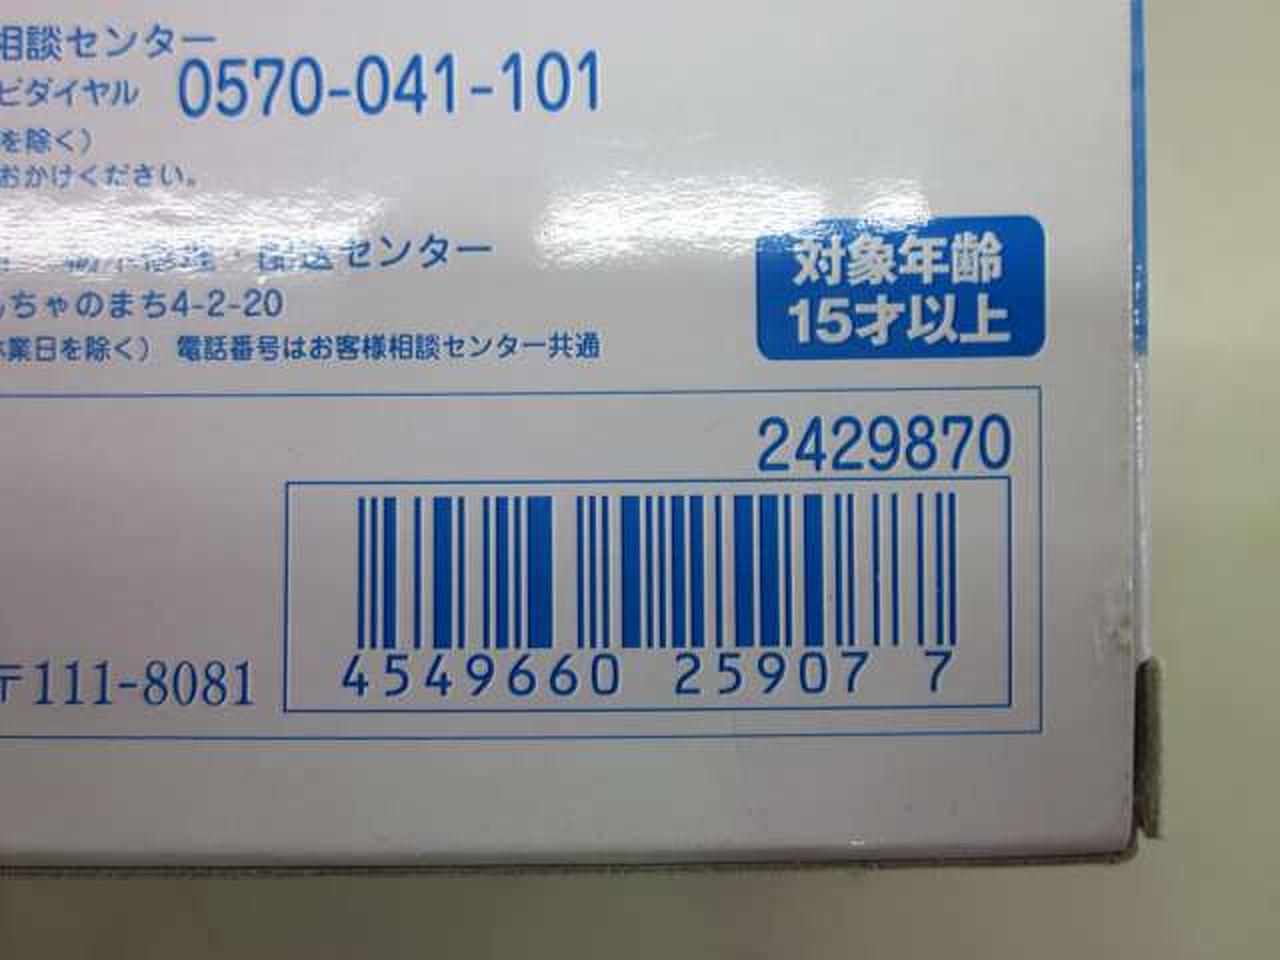 相談センター
ビダイヤル 0570-041-101
を除く）
おかけください。
・配送センター
ちゃのまち4-2-20
業日を除く） 電話番号はお客様相談センター共通
対象年齢
15才以上
2429870
〒111-8081
4549660 25907 7